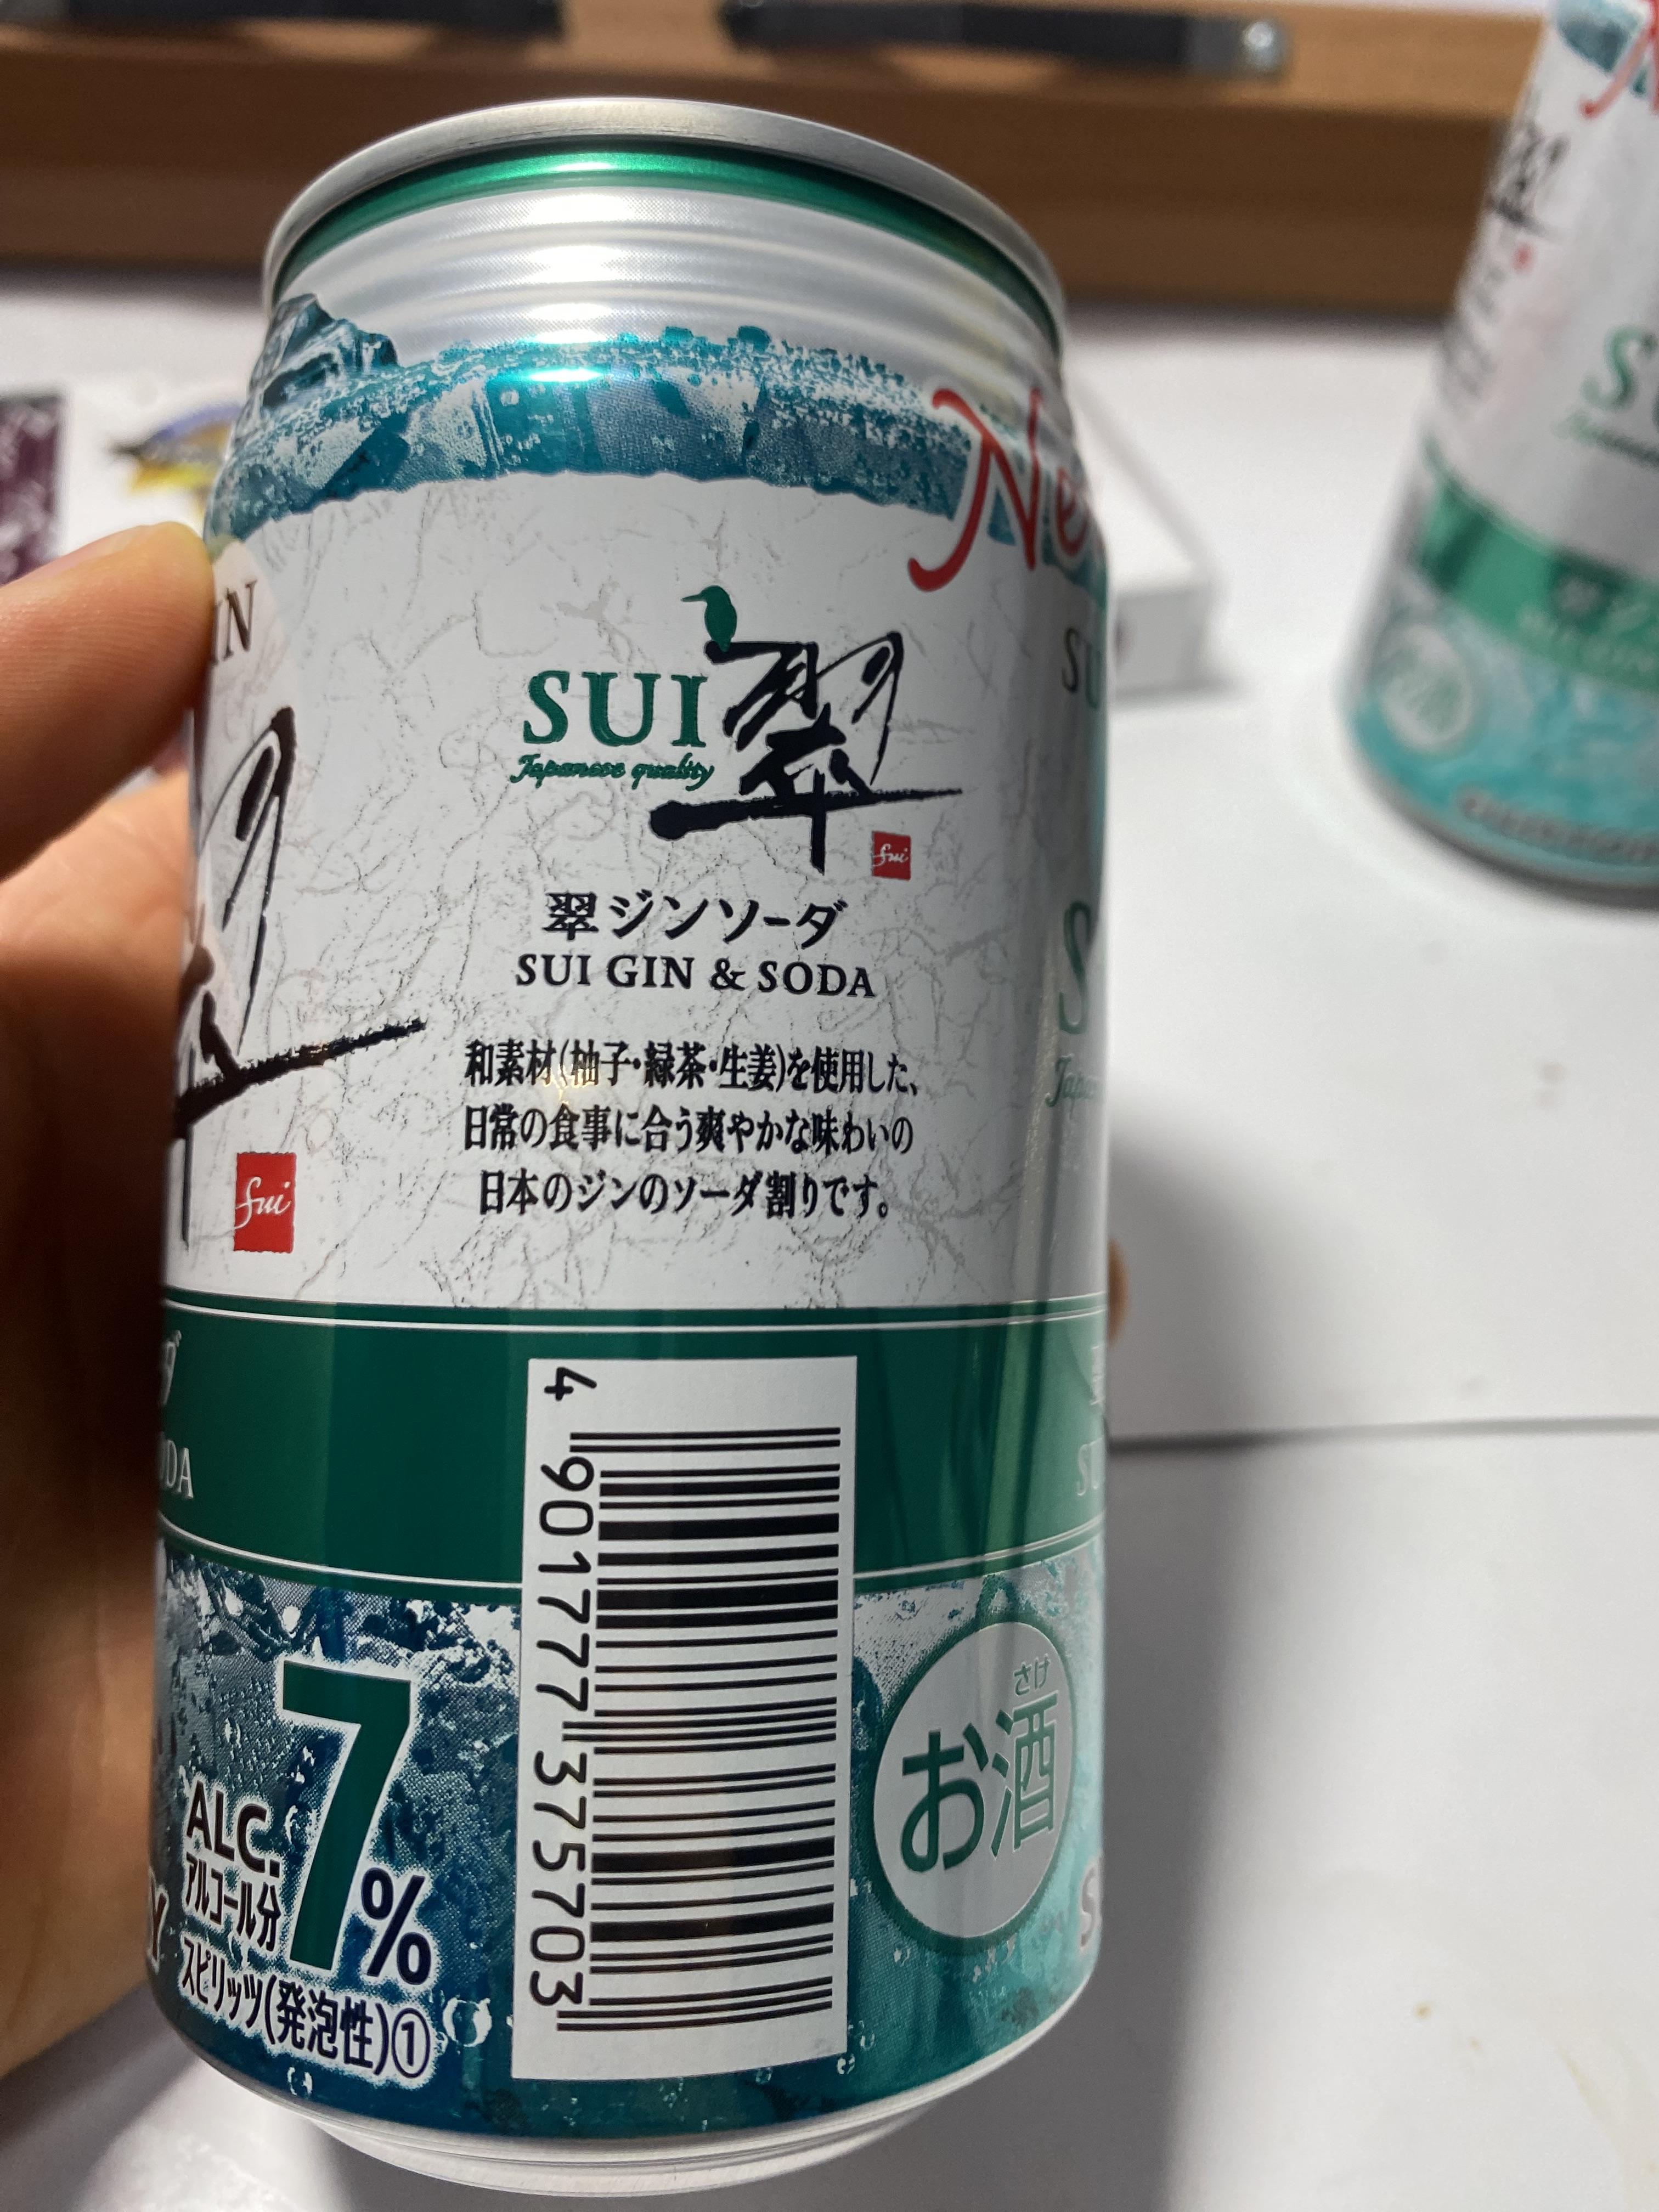 New
SUI
Japanese quality
翠
Sui
翠ジンソーダ
SUI GIN & SODA
和素材(柚子・緑茶・生姜)を使用した、
日常の食事に合う爽やかな味わいの
日本のジンのソーダ割りです。
Sui
4 901777 375703
ALC.
アルコール分
7%
スピリッツ(発泡性)①
さけ
お酒